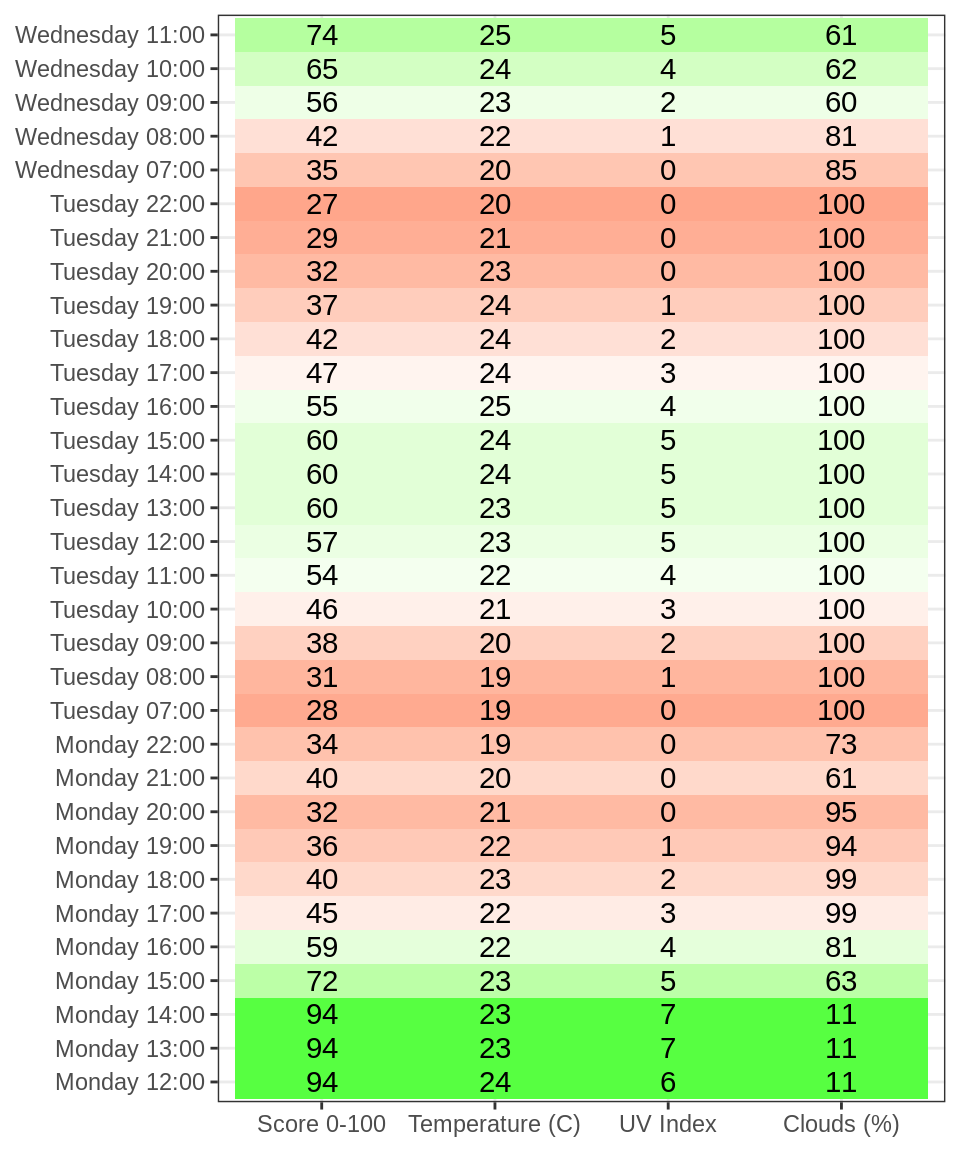 Wednesday 11:00 74 25 5 61
Wednesday 10:00 65 24 4 62
Wednesday 09:00 56 23 2 60
Wednesday 08:00 42 22 1 81
Wednesday 07:00 35 20 0 85
Tuesday 22:00 27 20 0 100
Tuesday 21:00 29 21 0 100
Tuesday 20:00 32 23 0 100
Tuesday 19:00 37 24 1 100
Tuesday 18:00 42 24 2 100
Tuesday 17:00 47 24 3 100
Tuesday 16:00 55 25 4 100
Tuesday 15:00 60 24 5 100
Tuesday 14:00 60 24 5 100
Tuesday 13:00 60 23 5 100
Tuesday 12:00 57 23 5 100
Tuesday 11:00 54 22 4 100
Tuesday 10:00 46 21 3 100
Tuesday 09:00 38 20 2 100
Tuesday 08:00 31 19 1 100
Tuesday 07:00 28 19 0 100
Monday 22:00 34 19 0 73
Monday 21:00 40 20 0 61
Monday 20:00 32 21 0 95
Monday 19:00 36 22 1 94
Monday 18:00 40 23 2 99
Monday 17:00 45 22 3 99
Monday 16:00 59 22 4 81
Monday 15:00 72 23 5 63
Monday 14:00 94 23 7 11
Monday 13:00 94 23 7 11
Monday 12:00 94 24 6 11
Score 0-100 Temperature (C) UV Index Clouds (%)